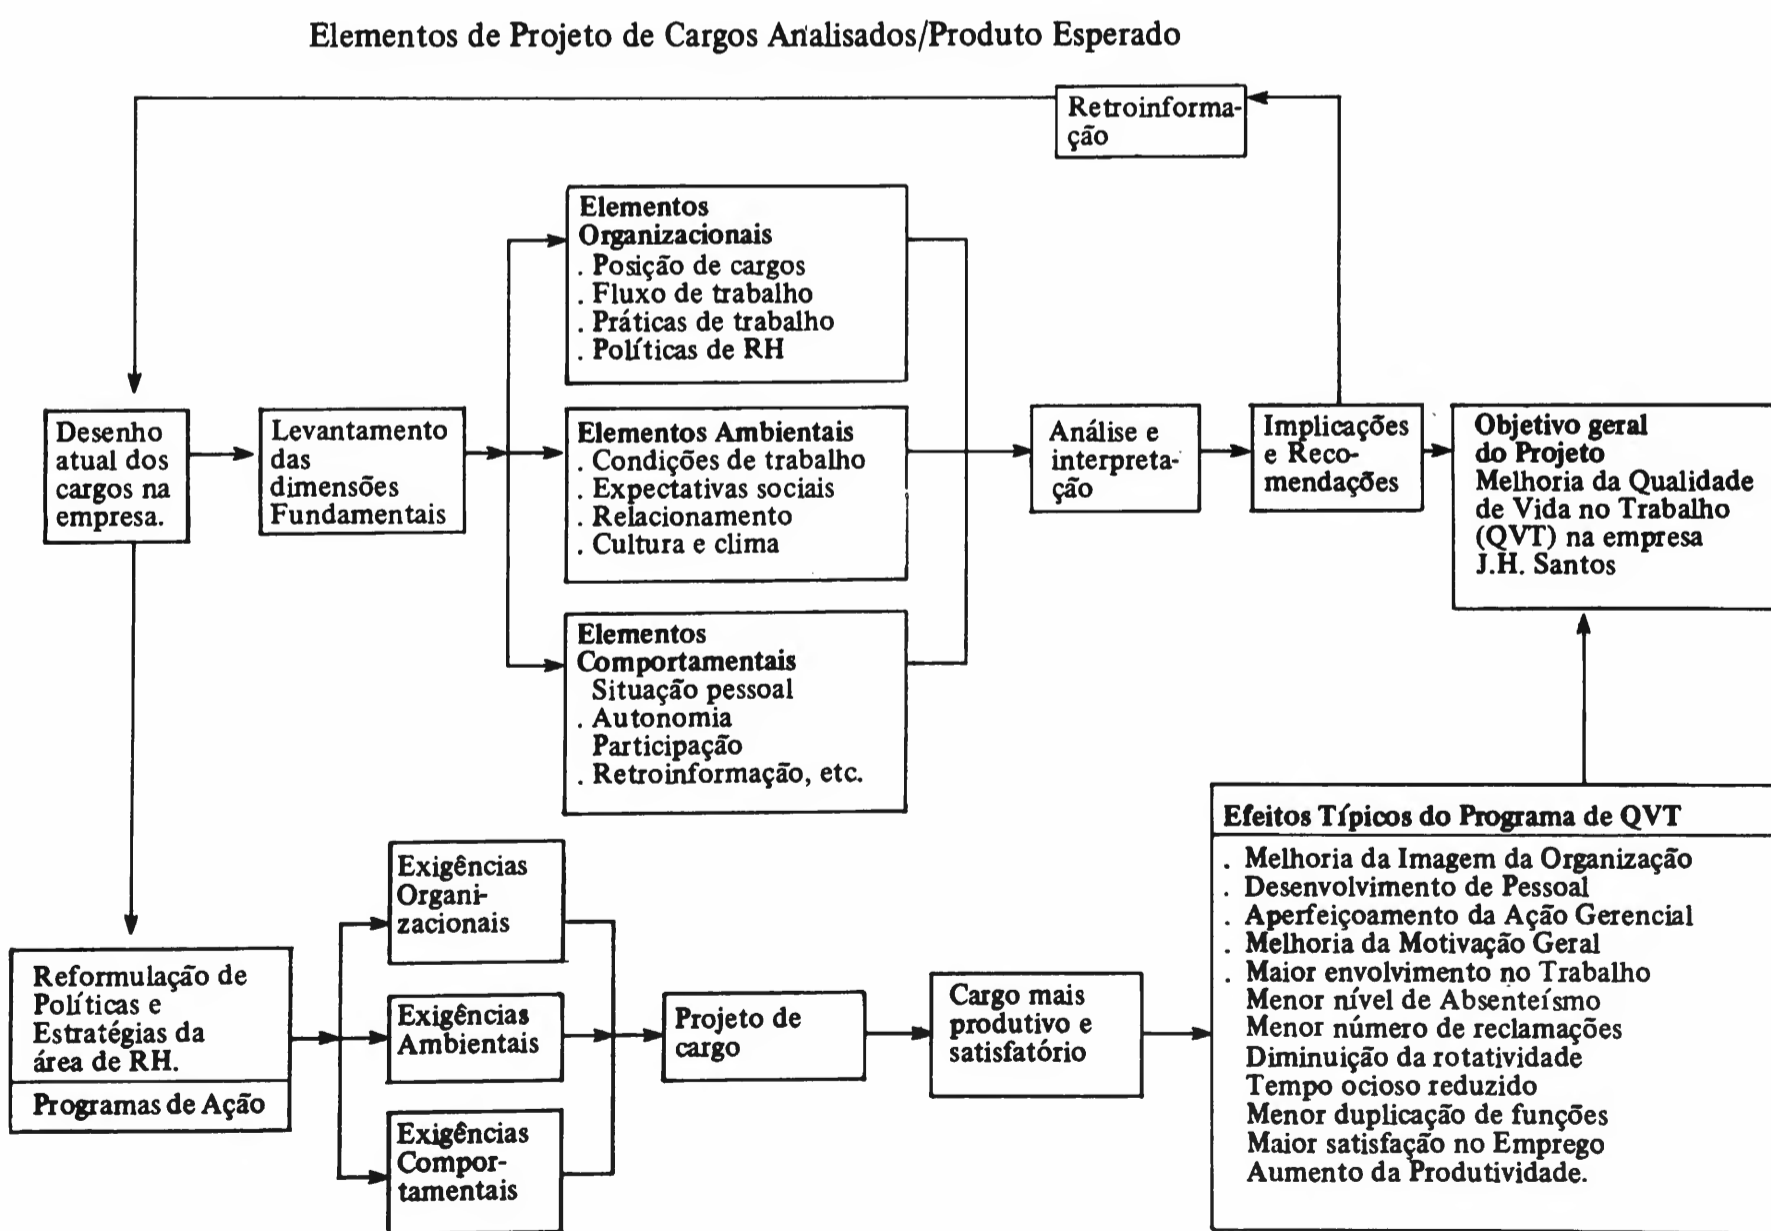 Elementos de Projeto de Cargos Analisados/Produto Esperado
Retroinforma-
ção
Elementos
Organizacionais
. Posição de cargos
. Fluxo de trabalho
. Práticas de trabalho
. Políticas de RH
Desenho
atual dos
cargos na
empresa.
Levantamento
das
dimensões
Fundamentais
Elementos Ambientais
. Condições de trabalho
. Expectativas sociais
. Relacionamento
. Cultura e clima
Análise e
interpreta-
ção
Implicações
e Reco-
mendações
Objetivo geral
do Projeto
Melhoria da Qualidade
de Vida no Trabalho
(QVT) na empresa
J.H. Santos
Elementos
Comportamentais
Situação pessoal
. Autonomia
Participação
. Retroinformação, etc.
Reformulação de
Políticas e
Estratégias da
área de RH.
Programas de Ação
Exigências
Organi-
zacionais
Exigências
Ambientais
Exigências
Compor-
tamentais
Projeto de
cargo
Cargo mais
produtivo e
satisfatório
Efeitos Típicos do Programa de QVT
. Melhoria da Imagem da Organização
. Desenvolvimento de Pessoal
. Aperfeiçoamento da Ação Gerencial
. Melhoria da Motivação Geral
. Maior envolvimento no Trabalho
Menor nível de Absenteísmo
Menor número de reclamações
Diminuição da rotatividade
Tempo ocioso reduzido
Menor duplicação de funções
Maior satisfação no Emprego
Aumento da Produtividade.